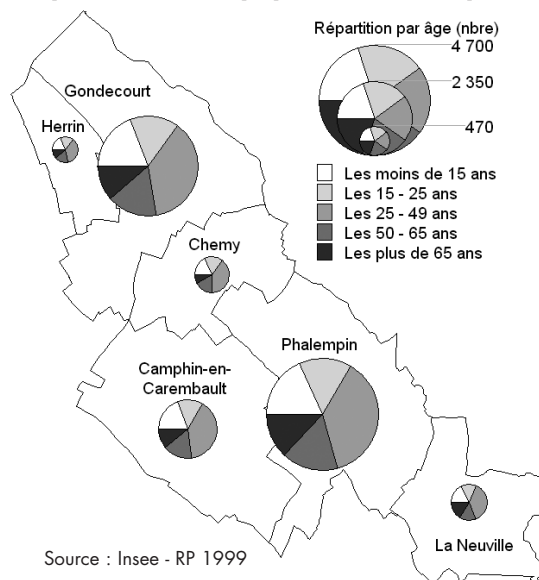 Répartition par âge (nbre)
4 700
2 350
470
Les moins de 15 ans
Les 15 - 25 ans
Les 25 - 49 ans
Les 50 - 65 ans
Les plus de 65 ans
Gondecourt
Herrin
Chemy
Phalempin
Camphin-en-
Carembault
La Neuville
Source : Insee - RP 1999